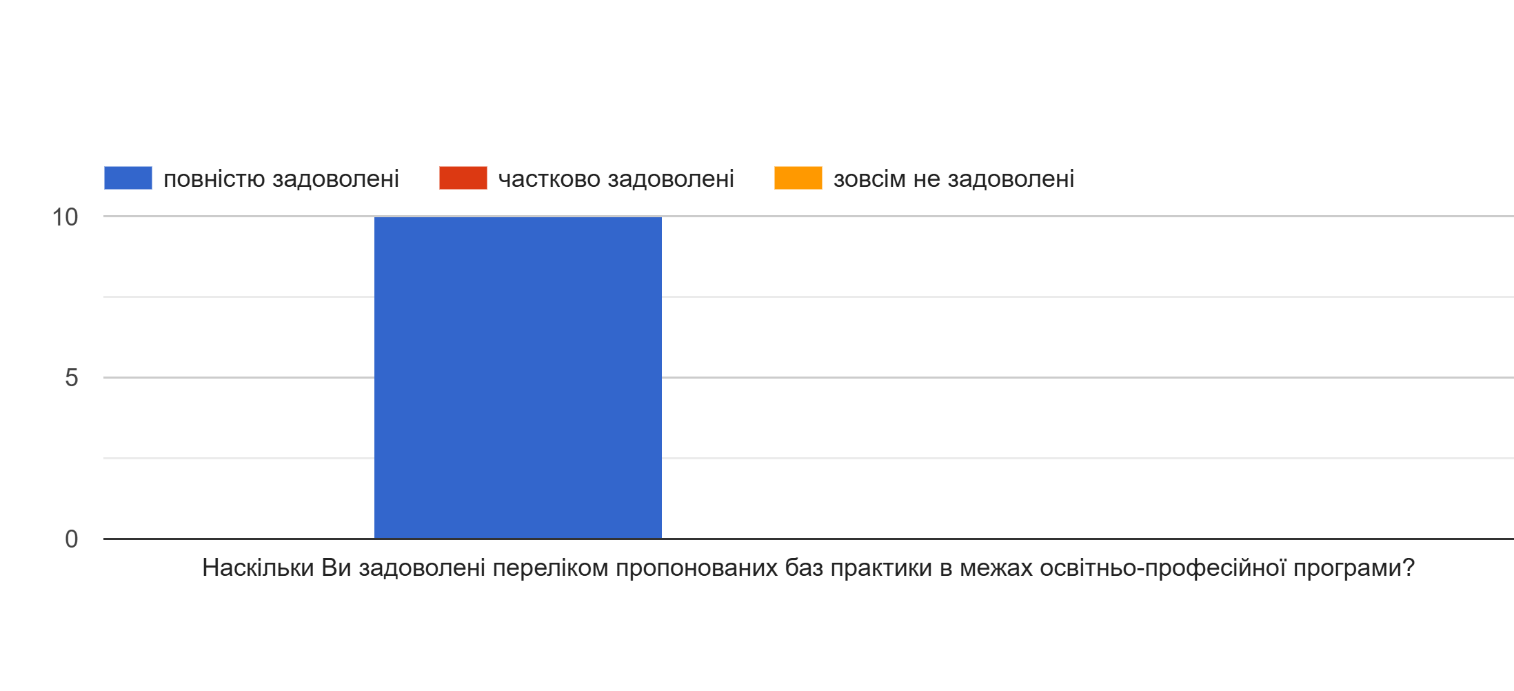 повністю задоволені частково задоволені зовсім не задоволені
10
5
0
Наскільки Ви задоволені переліком пропонованих баз практики в межах освітньо-професійної програми?